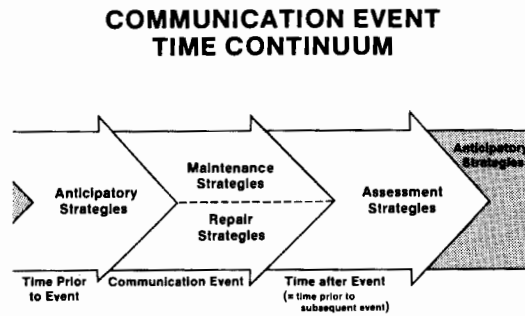 COMMUNICATION EVENT
TIME CONTINUUM
Anticipatory
Strategies
Maintenance
Strategies
Repair
Strategies
Assessment
Strategies
Anticipatory
Strategies
Time Prior
to Event
Communication Event
Time after Event
(= time prior to
subsequent event)